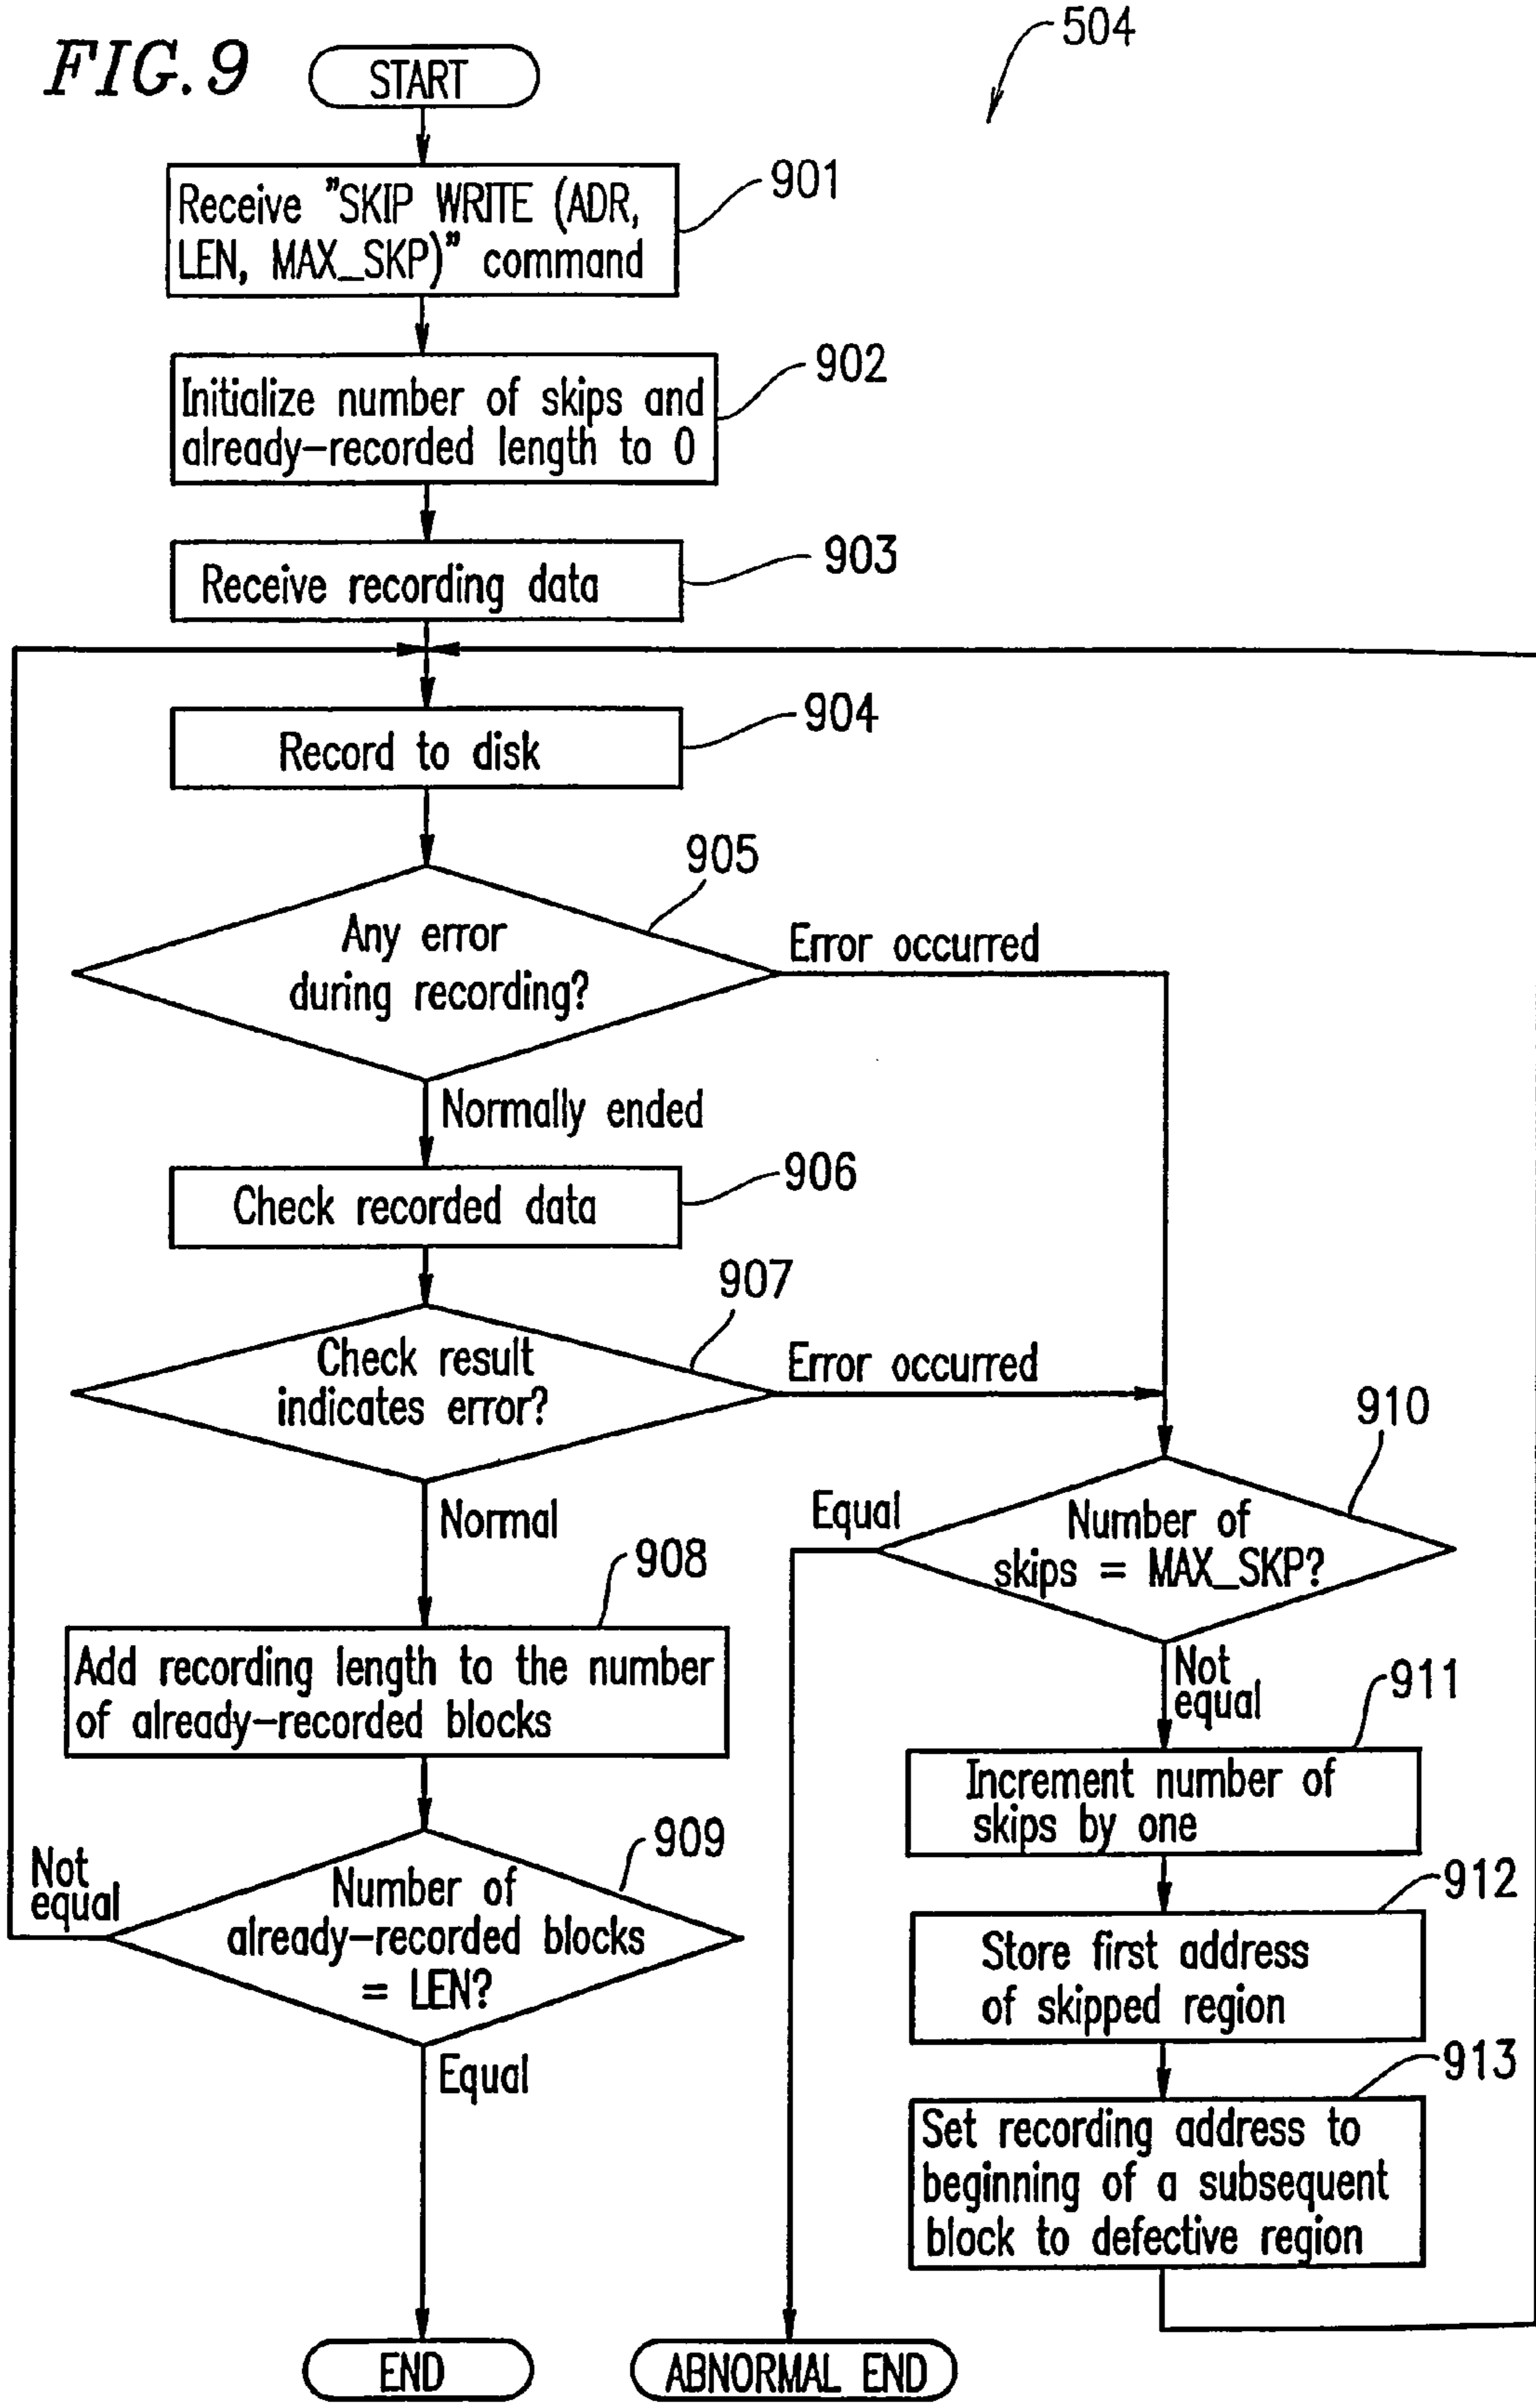 FIG. 9
504
START
Receive "SKIP WRITE (ADR,
LEN, MAX_SKP)" command
901
Initialize number of skips and
already-recorded length to 0
902
Receive recording data
903
Record to disk
904
905
Any error
during recording?
Error occurred
Normally ended
Check recorded data
906
907
Check result
indicates error?
Error occurred
Normal
908
Add recording length to the number
of already-recorded blocks
909
Number of
already-recorded blocks
= LEN?
Not
equal
Equal
END
910
Number of
skips = MAX_SKP?
Equal
Not
equal
911
Increment number of
skips by one
912
Store first address
of skipped region
913
Set recording address to
beginning of a subsequent
block to defective region
ABNORMAL END